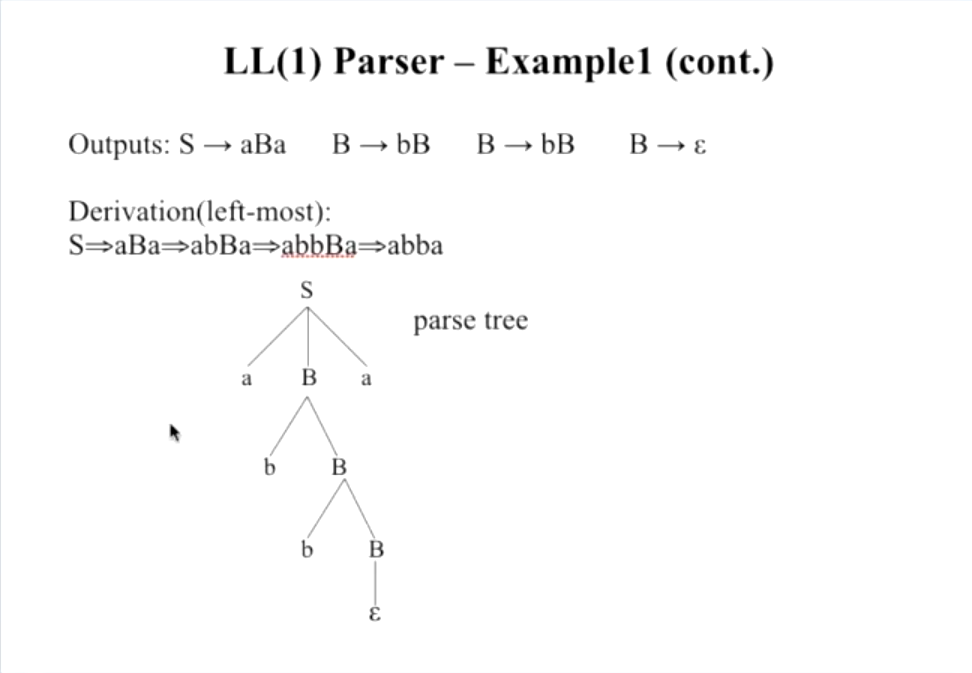 LL(1) Parser – Example1 (cont.)
Outputs: S → aBa B → bB B → bB B → ε
Derivation(left-most):
S⇒aBa⇒abBa⇒abbBa⇒abba
S
parse tree
a B a
b B
b B
ε